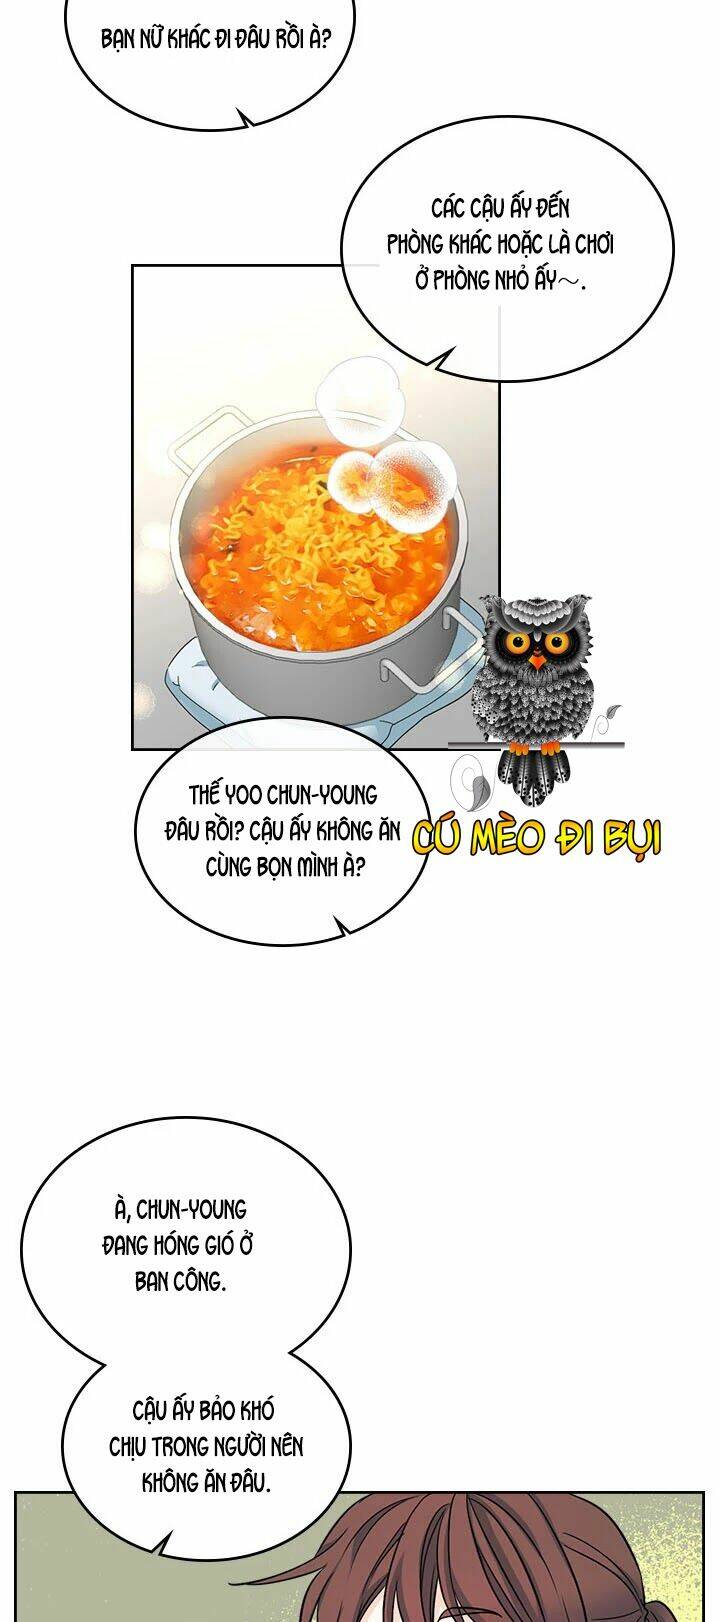 BẠN NỮ KHÁC ĐI ĐÂU RỒI À?
CÁC CẬU ẤY ĐẾN
PHÒNG KHÁC HOẶC LÀ CHƠI
Ở PHÒNG NHỎ ẤY~.
THẾ YOO CHUN-YOUNG
ĐÂU RỒI? CẬU ẤY KHÔNG ĂN
CÙNG BỌN MÌNH À?
CÚ MÈO ĐI BỤI
À, CHUN-YOUNG
ĐANG HÓNG GIÓ Ở
BAN CÔNG.
CẬU ẤY BẢO KHÓ
CHỊU TRONG NGƯỜI NÊN
KHÔNG ĂN ĐÂU.